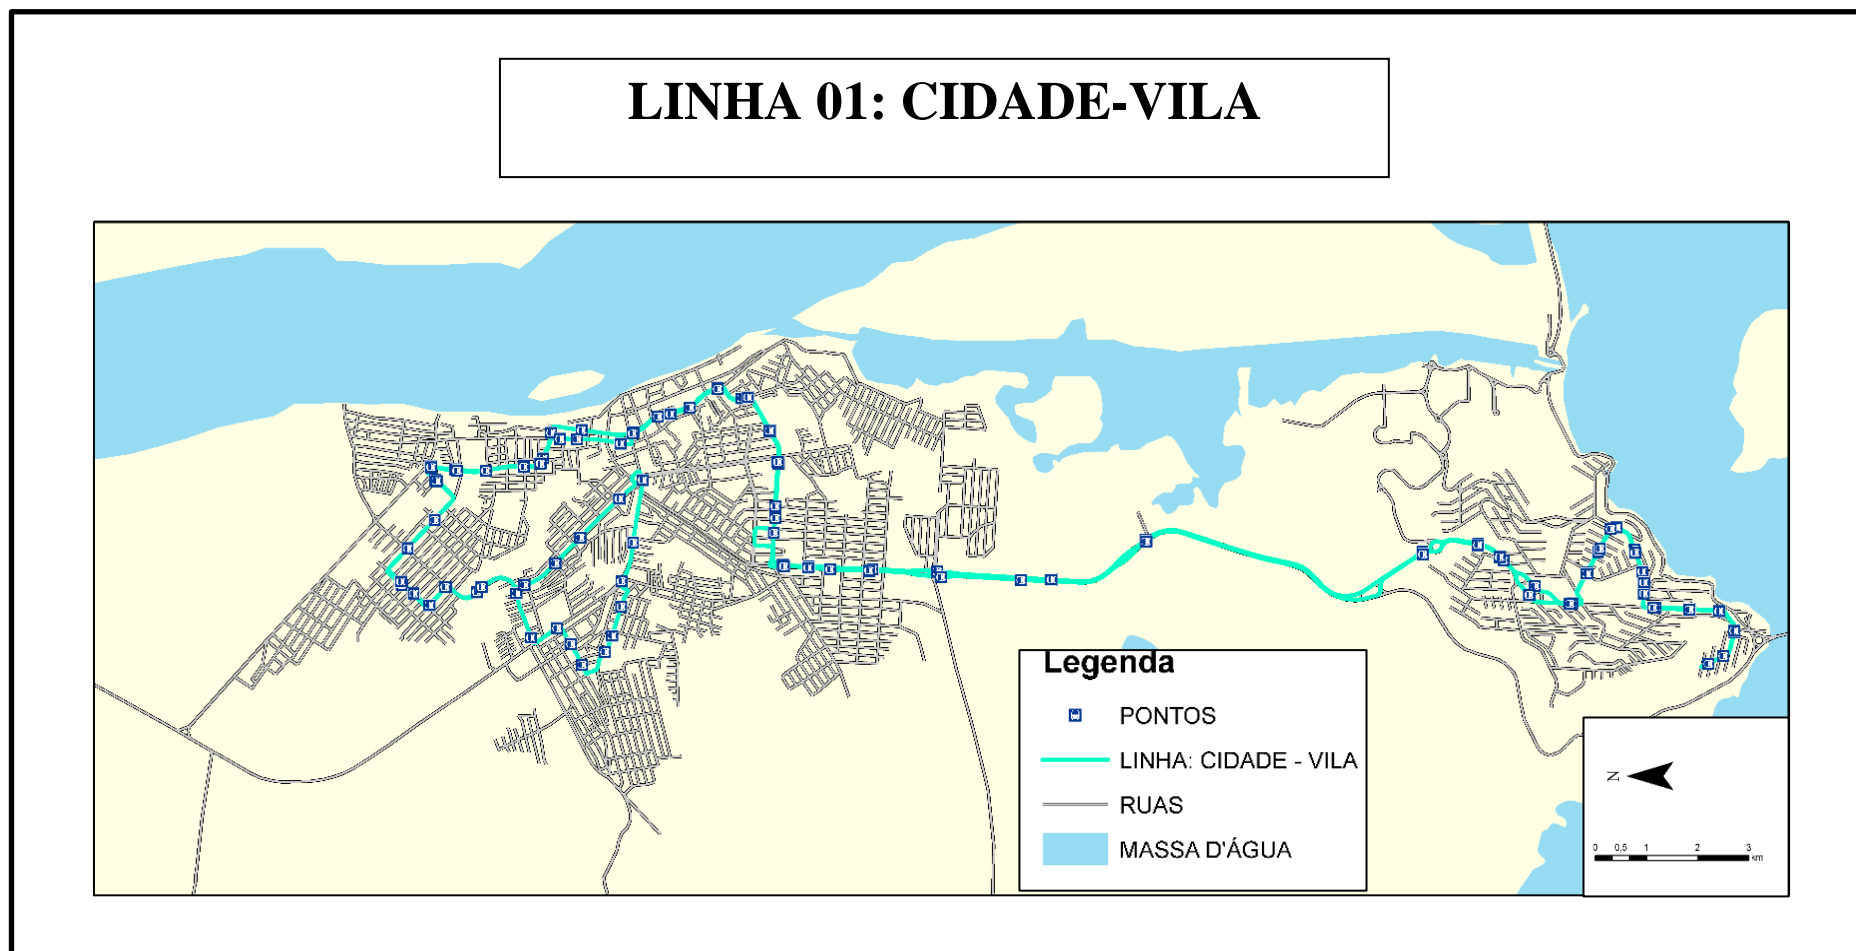 LINHA 01: CIDADE-VILA
Legenda
PONTOS
LINHA: CIDADE - VILA
RUAS
MASSA D'ÁGUA
N
0 0,5 1 2 3
km